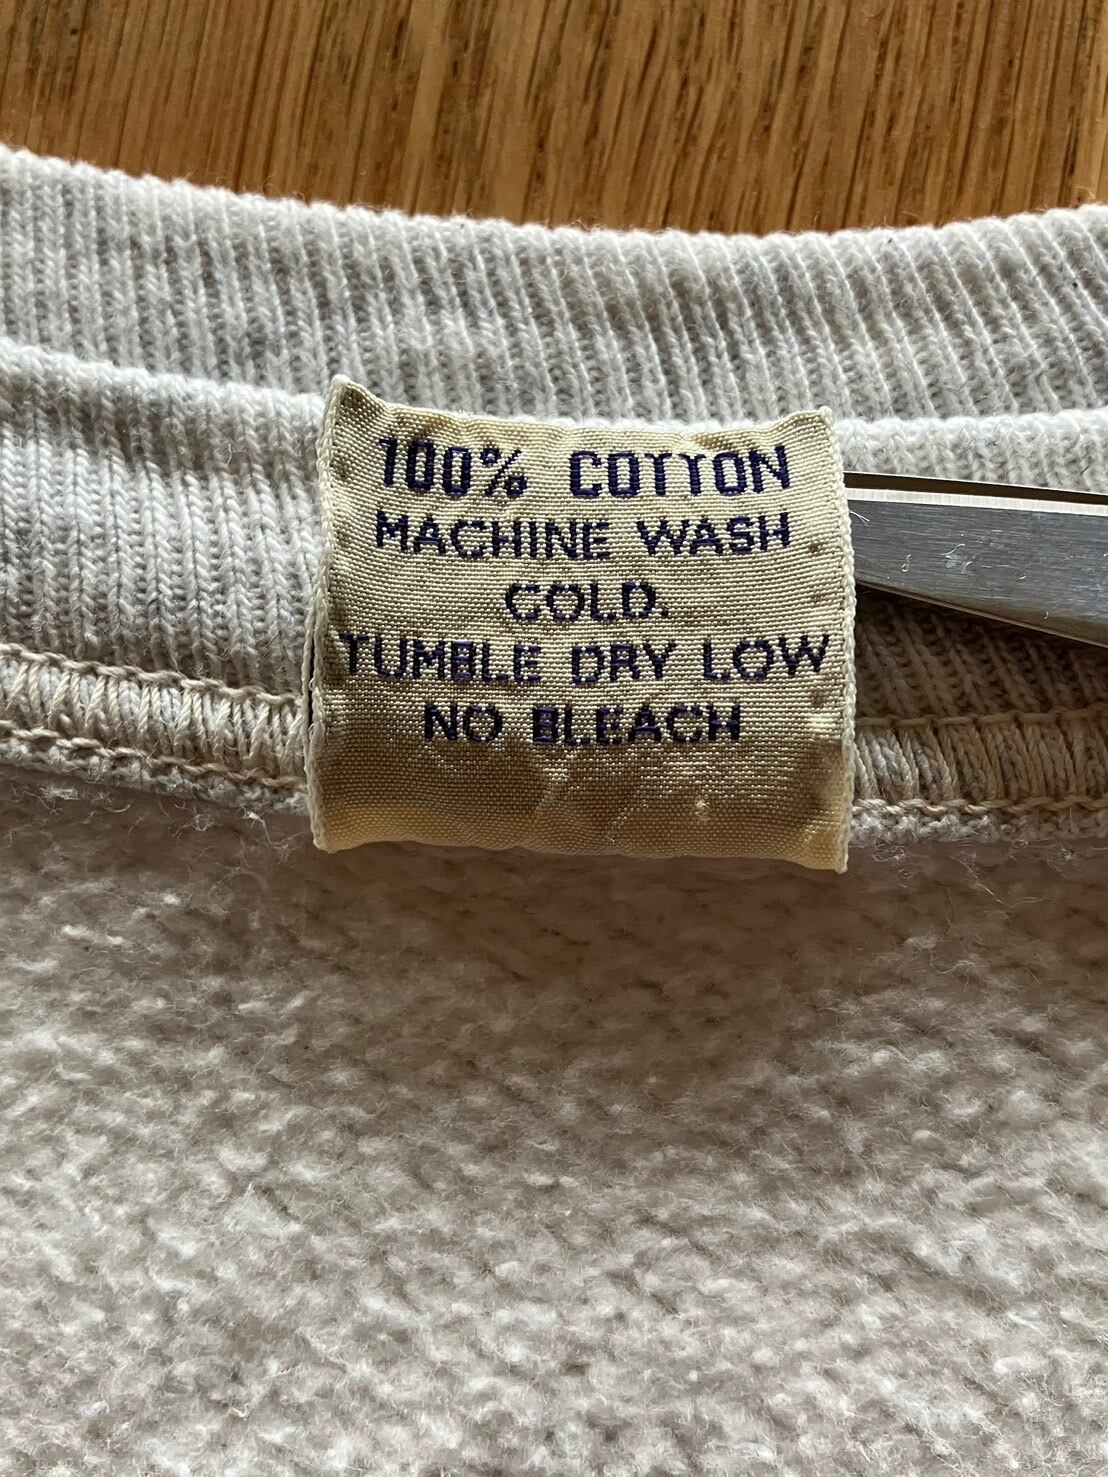 100% COTTON
MACHINE WASH
COLD.
TUMBLE DRY LOW
NO BLEACH